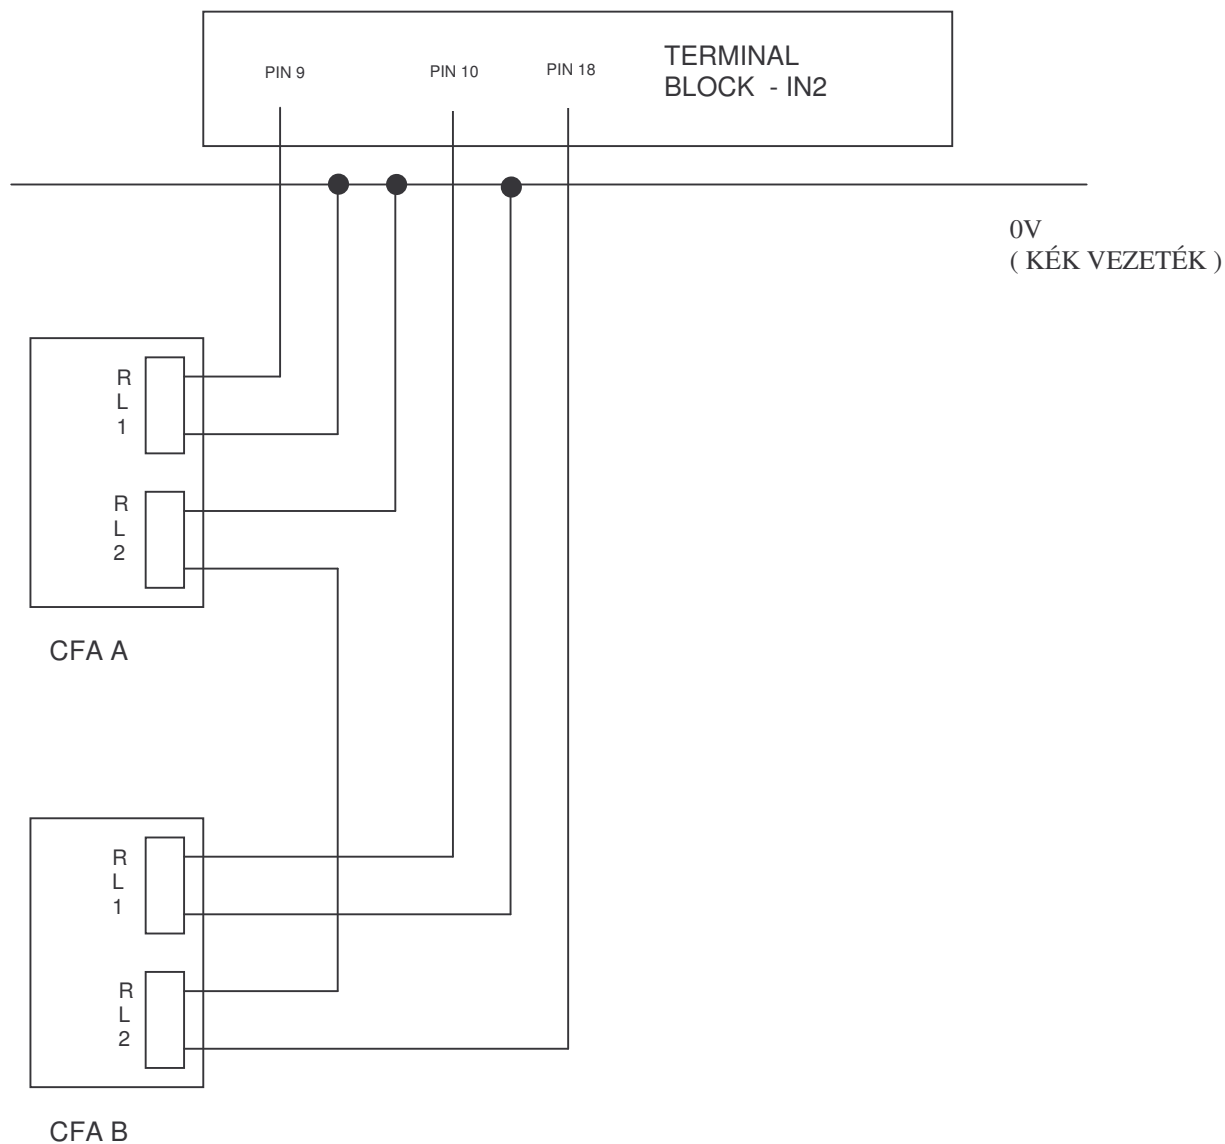 PIN 9
PIN 10
PIN 18
TERMINAL
BLOCK - IN2
0V
( KÉK VEZETÉK )
R
L
1
R
L
2
CFA A
R
L
1
R
L
2
CFA B